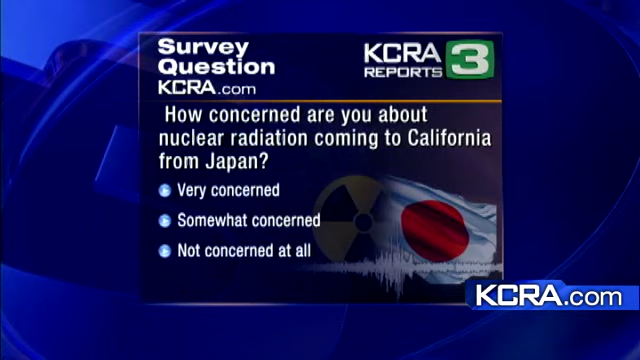 Survey
Question
KCRA.com
KCRA 3
REPORTS
How concerned are you about
nuclear radiation coming to California
from Japan?
Very concerned
Somewhat concerned
Not concerned at all
KCRA.com